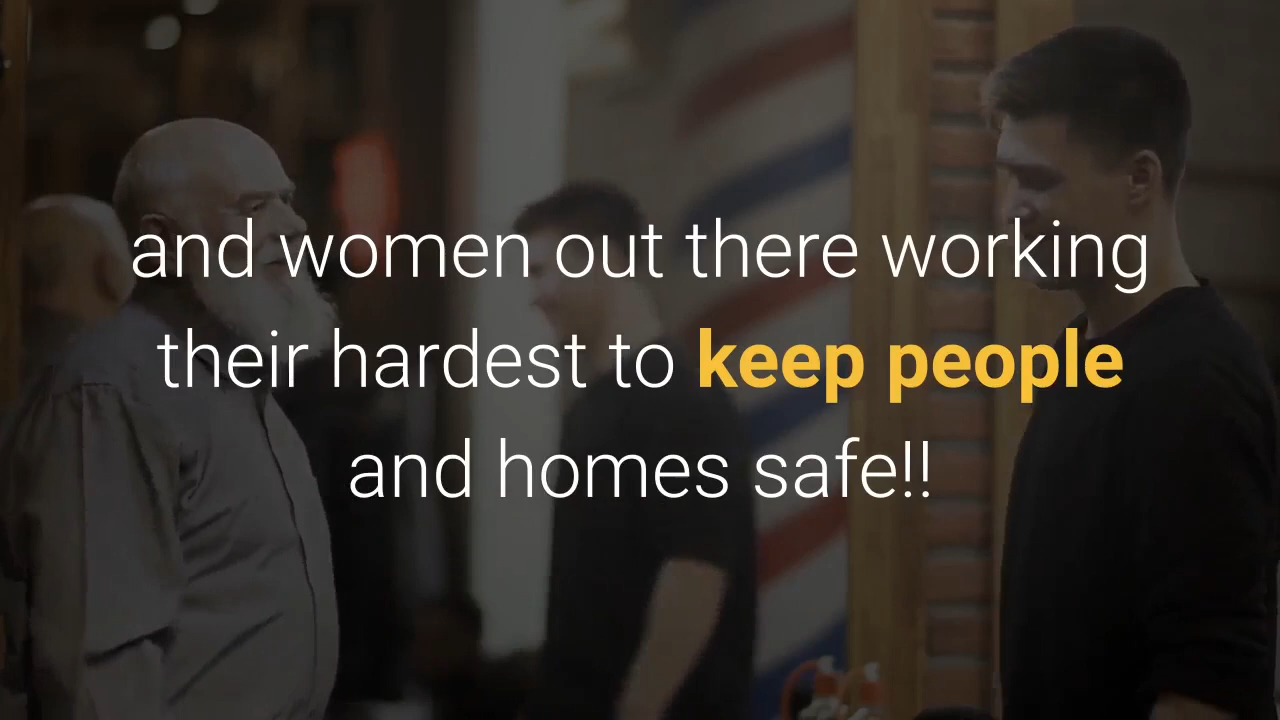 and women out there working
their hardest to keep people
and homes safe!!